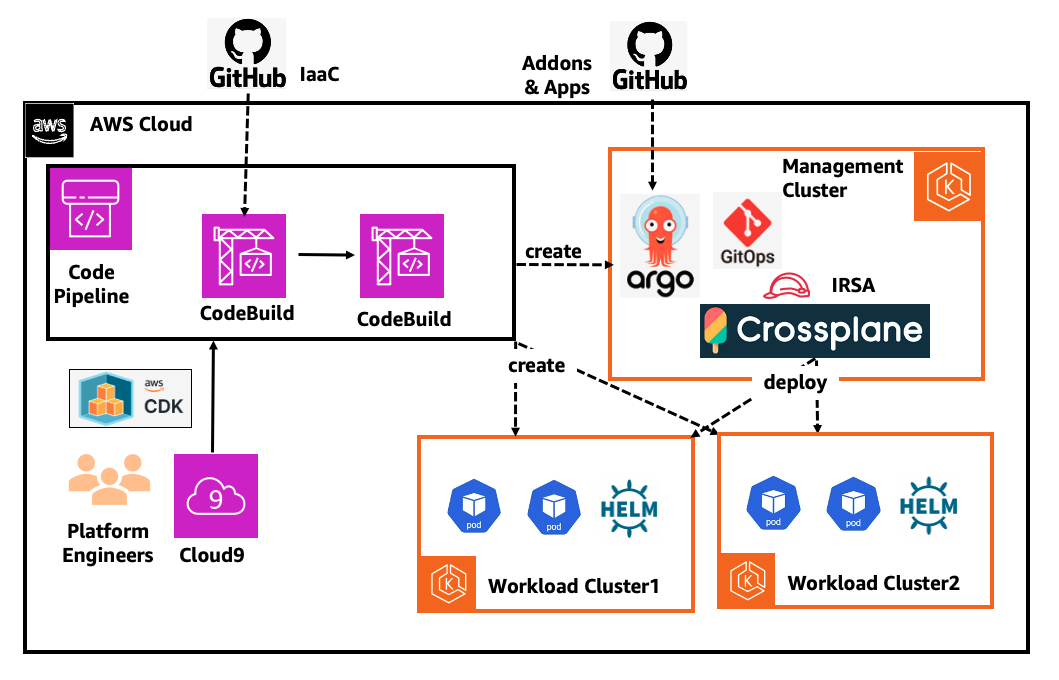 GitHub
IaaC
Addons
& Apps
GitHub
aws
AWS Cloud
Management
Cluster
Code
Pipeline
CodeBuild
CodeBuild
create
argo
GitOps
IRSA
Crossplane
create
deploy
aws
CDK
Platform
Engineers
9
Cloud9
pod
pod
HELM
K
Workload Cluster1
pod
pod
HELM
K
Workload Cluster2
K